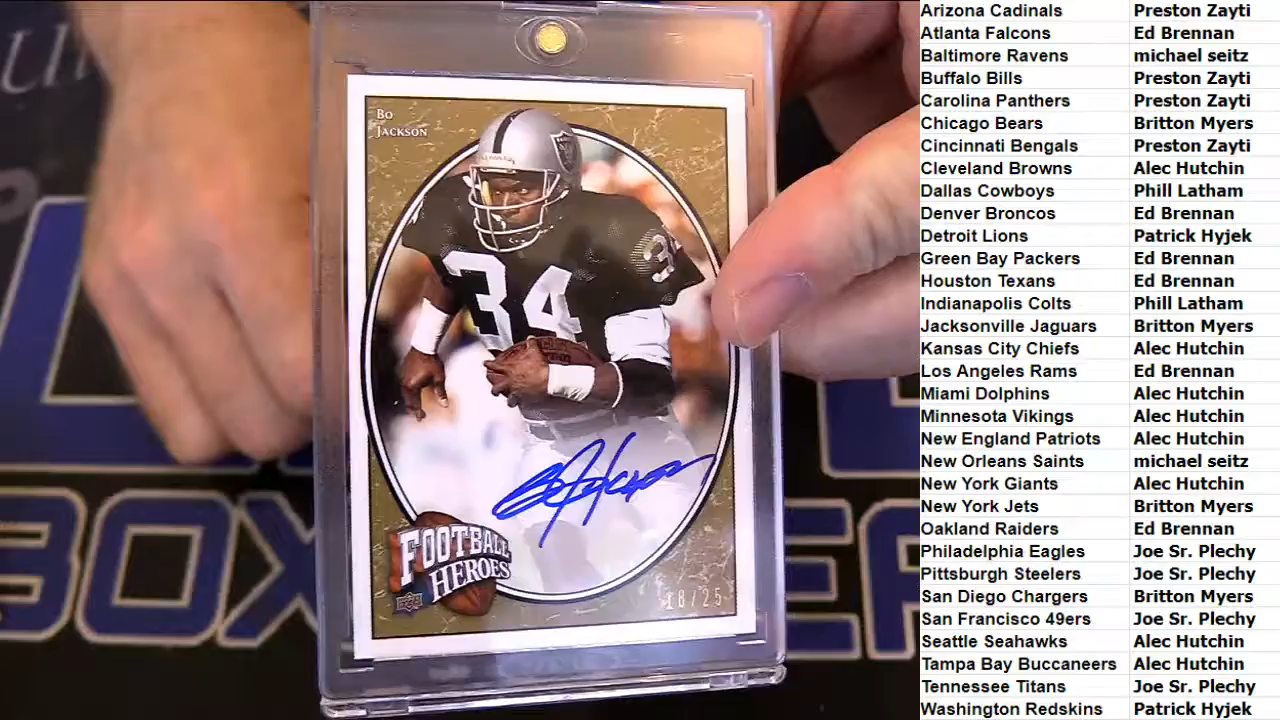 BO
JACKSON
34
3
FOOTBALL
HEROES
18/25
BOX
Arizona Cadinals Preston Zayti
Atlanta Falcons Ed Brennan
Baltimore Ravens michael seitz
Buffalo Bills Preston Zayti
Carolina Panthers Preston Zayti
Chicago Bears Britton Myers
Cincinnati Bengals Preston Zayti
Cleveland Browns Alec Hutchin
Dallas Cowboys Phill Latham
Denver Broncos Ed Brennan
Detroit Lions Patrick Hyjek
Green Bay Packers Ed Brennan
Houston Texans Ed Brennan
Indianapolis Colts Phill Latham
Jacksonville Jaguars Britton Myers
Kansas City Chiefs Alec Hutchin
Los Angeles Rams Ed Brennan
Miami Dolphins Alec Hutchin
Minnesota Vikings Alec Hutchin
New England Patriots Alec Hutchin
New Orleans Saints michael seitz
New York Giants Alec Hutchin
New York Jets Britton Myers
Oakland Raiders Ed Brennan
Philadelphia Eagles Joe Sr. Plechy
Pittsburgh Steelers Joe Sr. Plechy
San Diego Chargers Britton Myers
San Francisco 49ers Joe Sr. Plechy
Seattle Seahawks Alec Hutchin
Tampa Bay Buccaneers Alec Hutchin
Tennessee Titans Joe Sr. Plechy
Washington Redskins Patrick Hyjek